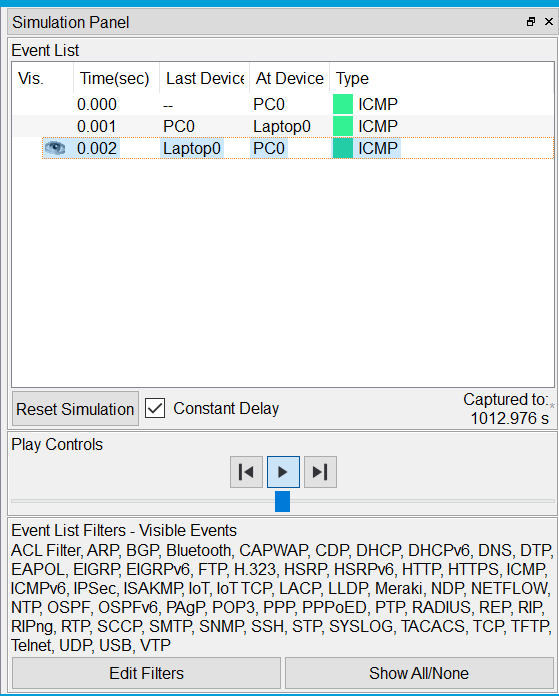 Simulation Panel
Event List
Vis. Time(sec) Last Device At Device Type
0.000 -- PC0 ICMP
0.001 PC0 Laptop0 ICMP
0.002 Laptop0 PC0 ICMP
Reset Simulation Constant Delay Captured to:*
1012.976 s
Play Controls
Event List Filters - Visible Events
ACL Filter, ARP, BGP, Bluetooth, CAPWAP, CDP, DHCP, DHCPv6, DNS, DTP,
EAPOL, EIGRP, EIGRPv6, FTP, H.323, HSRP, HSRPv6, HTTP, HTTPS, ICMP,
ICMPv6, IPSec, ISAKMP, IoT, IoT TCP, LACP, LLDP, Meraki, NDP, NETFLOW,
NTP, OSPF, OSPFv6, PAgP, POP3, PPP, PPPoED, PTP, RADIUS, REP, RIP,
RIPng, RTP, SCCP, SMTP, SNMP, SSH, STP, SYSLOG, TACACS, TCP, TFTP,
Telnet, UDP, USB, VTP
Edit Filters Show All/None